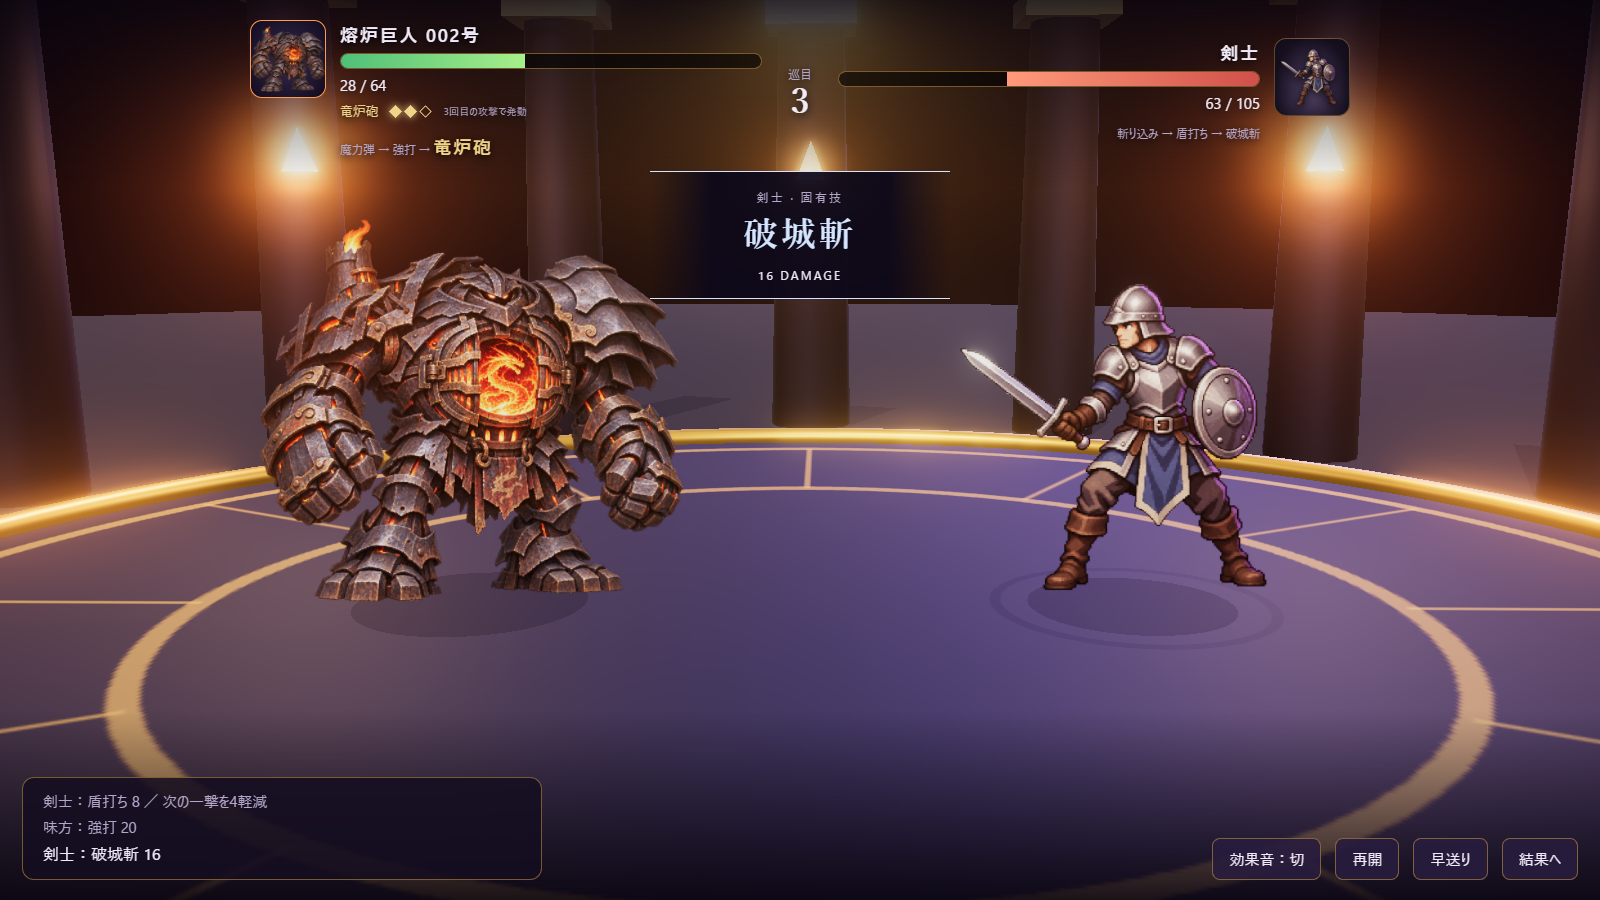 熔炉巨人 002号
28 / 64
竜炉砲 ◆◆◇ 3回目の攻撃で発動
魔力弾 → 強打 → 竜炉砲
巡目
3
剣士
63 / 105
斬り込み → 盾打ち → 破城斬
剣士 · 固有技
破城斬
16 DAMAGE
剣士：盾打ち 8 ／ 次の一撃を4軽減
味方：強打 20
剣士：破城斬 16
効果音：切
再開
早送り
結果へ